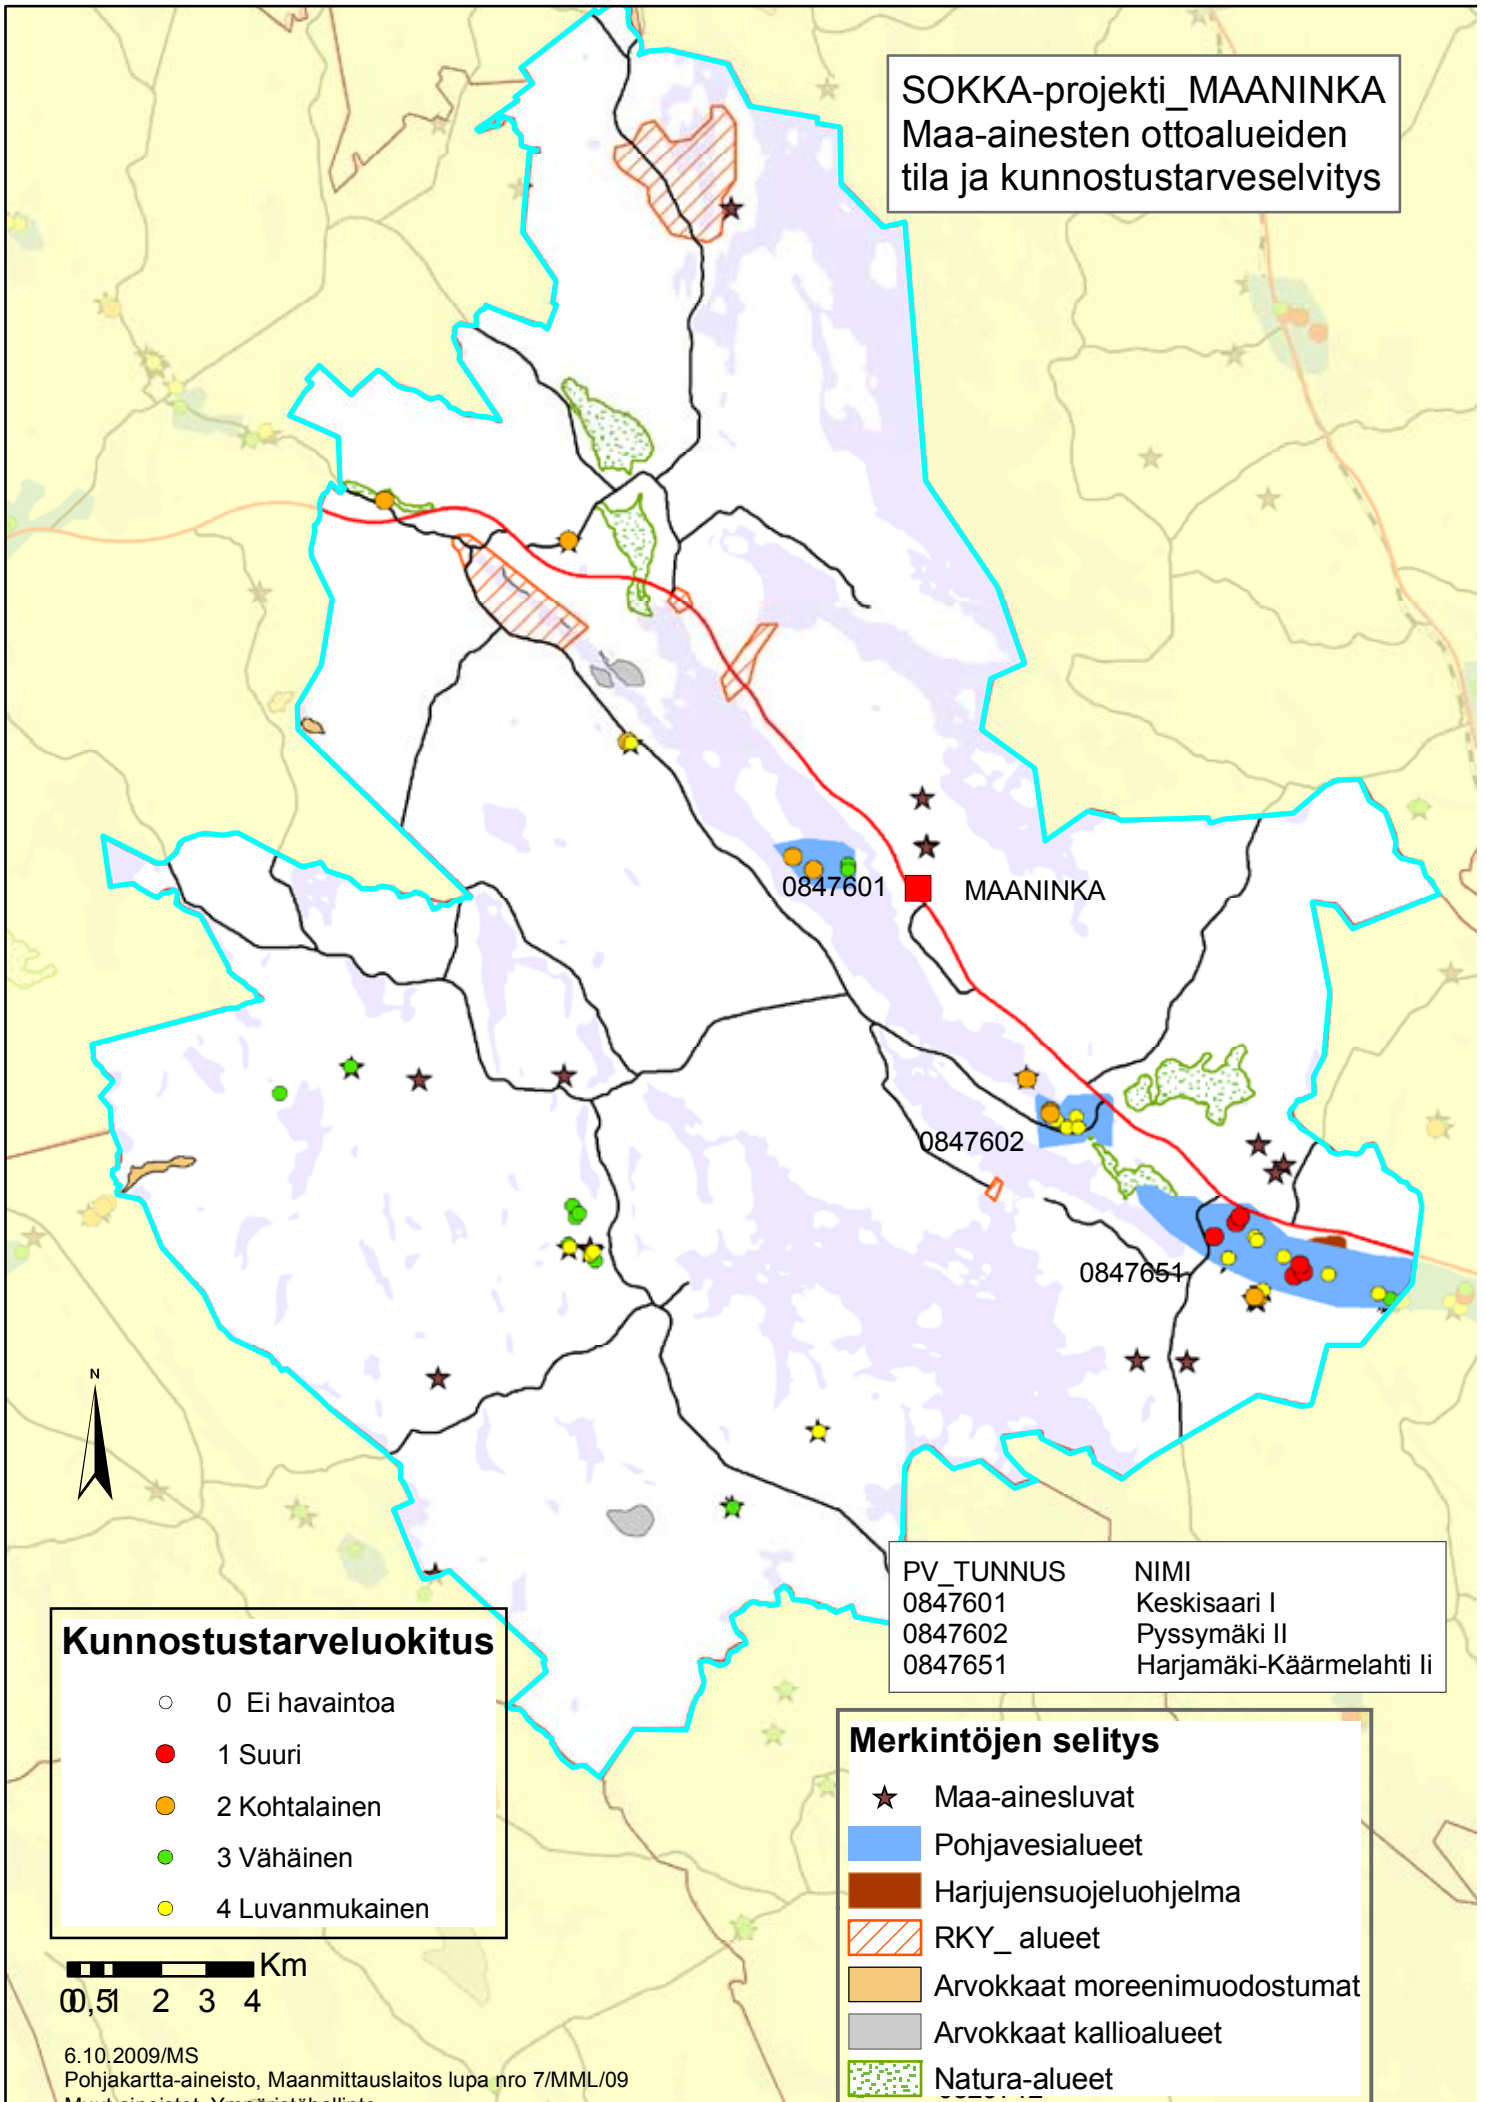 SOKKA-projekti_MAANINKA
Maa-ainesten ottoalueiden
tila ja kunnostustarveselvitys
0847601
MAANINKA
0847602
0847651
N
PV_TUNNUS NIMI
0847601 Keskisaari I
0847602 Pyssymäki II
0847651 Harjamäki-Käärmelahti Ii
Kunnostustarveluokitus
0 Ei havaintoa
1 Suuri
2 Kohtalainen
3 Vähäinen
4 Luvanmukainen
Km
0 0,5 1 2 3 4
Merkintöjen selitys
Maa-ainesluvat
Pohjavesialueet
Harjujensuojeluohjelma
RKY_ alueet
Arvokkaat moreenimuodostumat
Arvokkaat kallioalueet
Natura-alueet
6.10.2009/MS
Pohjakartta-aineisto, Maanmittauslaitos lupa nro 7/MML/09